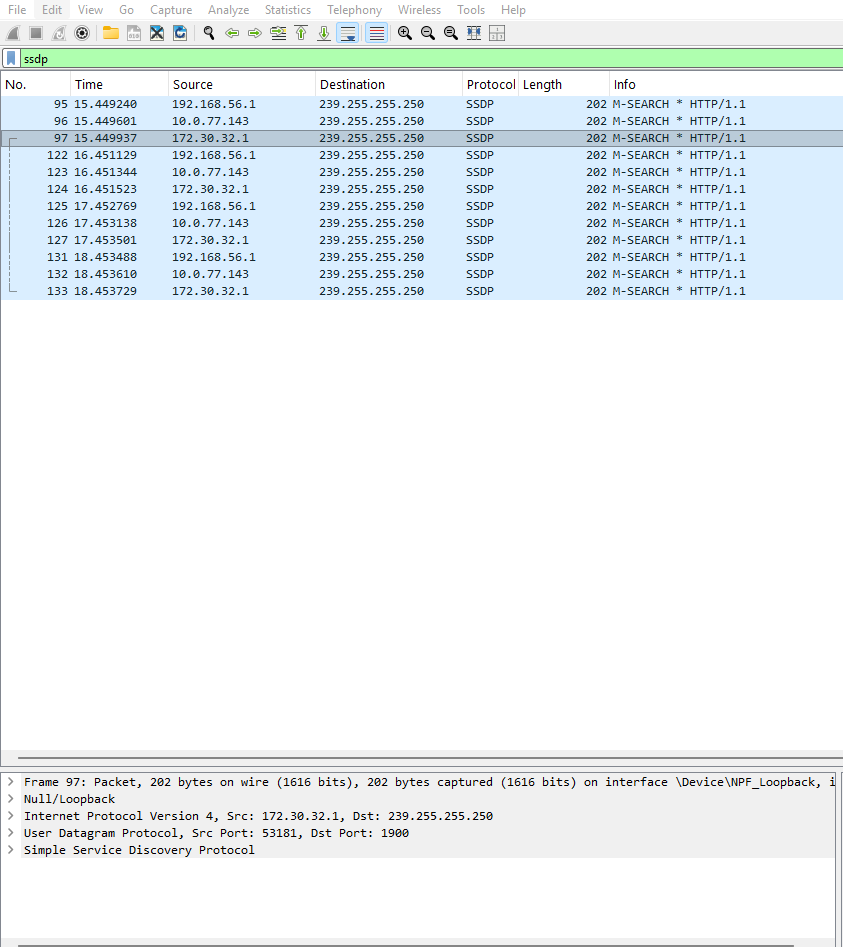 File Edit View Go Capture Analyze Statistics Telephony Wireless Tools Help
ssdp
No. Time Source Destination Protocol Length Info
95 15.449240 192.168.56.1 239.255.255.250 SSDP 202 M-SEARCH * HTTP/1.1
96 15.449601 10.0.77.143 239.255.255.250 SSDP 202 M-SEARCH * HTTP/1.1
97 15.449937 172.30.32.1 239.255.255.250 SSDP 202 M-SEARCH * HTTP/1.1
122 16.451129 192.168.56.1 239.255.255.250 SSDP 202 M-SEARCH * HTTP/1.1
123 16.451344 10.0.77.143 239.255.255.250 SSDP 202 M-SEARCH * HTTP/1.1
124 16.451523 172.30.32.1 239.255.255.250 SSDP 202 M-SEARCH * HTTP/1.1
125 17.452769 192.168.56.1 239.255.255.250 SSDP 202 M-SEARCH * HTTP/1.1
126 17.453138 10.0.77.143 239.255.255.250 SSDP 202 M-SEARCH * HTTP/1.1
127 17.453501 172.30.32.1 239.255.255.250 SSDP 202 M-SEARCH * HTTP/1.1
131 18.453488 192.168.56.1 239.255.255.250 SSDP 202 M-SEARCH * HTTP/1.1
132 18.453610 10.0.77.143 239.255.255.250 SSDP 202 M-SEARCH * HTTP/1.1
133 18.453729 172.30.32.1 239.255.255.250 SSDP 202 M-SEARCH * HTTP/1.1
Frame 97: Packet, 202 bytes on wire (1616 bits), 202 bytes captured (1616 bits) on interface \Device\NPF_Loopback, i
Null/Loopback
Internet Protocol Version 4, Src: 172.30.32.1, Dst: 239.255.255.250
User Datagram Protocol, Src Port: 53181, Dst Port: 1900
Simple Service Discovery Protocol